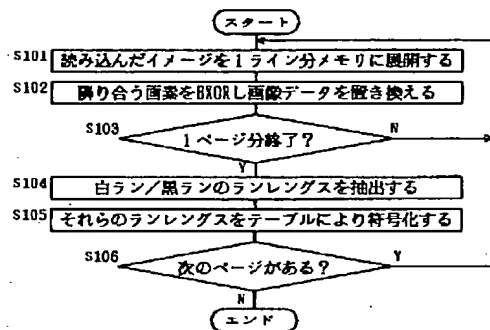 スタート
S101 読み込んだイメージを1ライン分メモリに展開する
S102 隣り合う画素をEXORし画像データを置き換える
S103 1ページ分終了? N
Y
S104 白ラン/黒ランのランレングスを抽出する
S105 それらのランレングスをテーブルにより符号化する
S106 次のページがある? Y
N
エンド